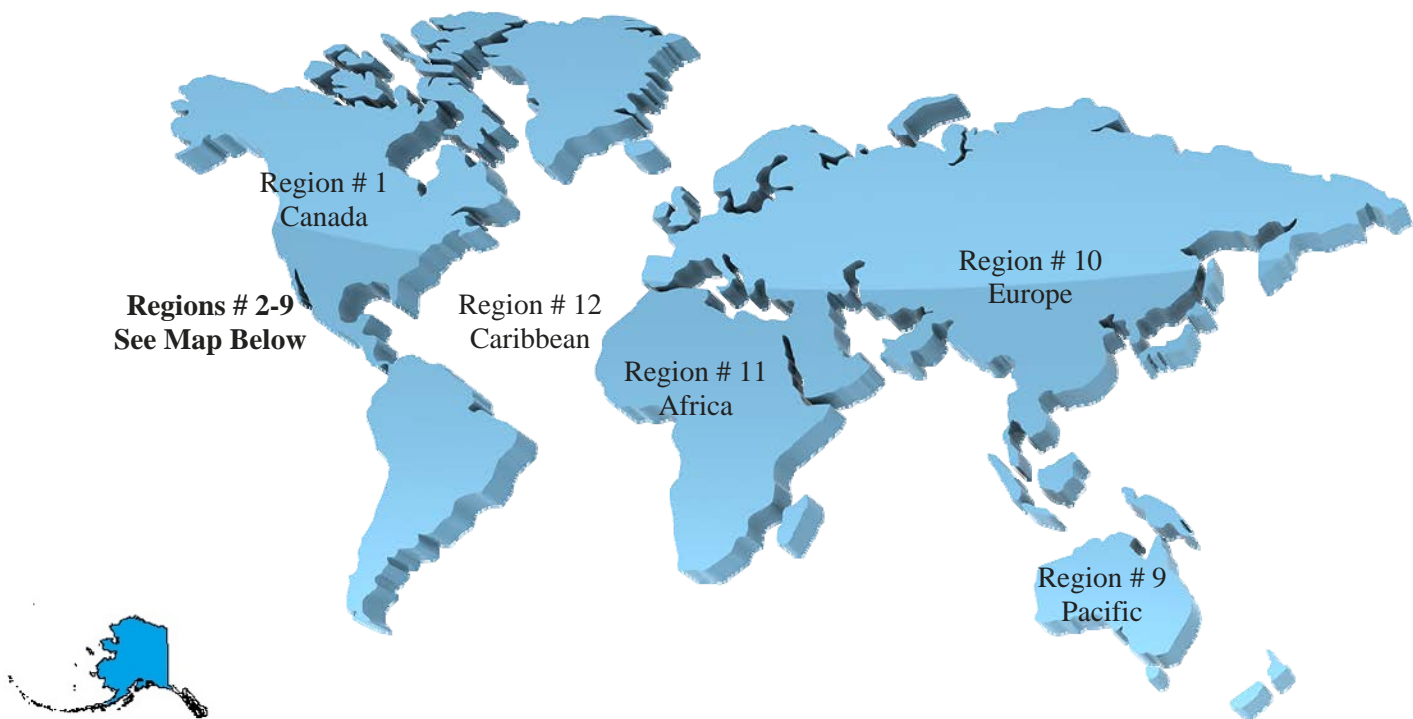 Region # 1
Canada
Regions # 2-9
See Map Below
Region # 12
Caribbean
Region # 10
Europe
Region # 11
Africa
Region # 9
Pacific